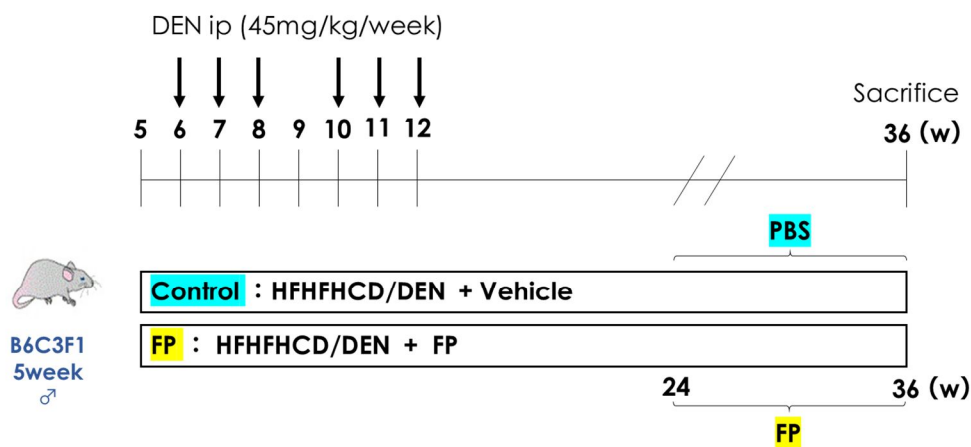 DEN ip (45mg/kg/week)
Sacrifice
5 6 7 8 9 10 11 12 36 (w)
PBS
Control : HFHFHCD/DEN + Vehicle
FP : HFHFHCD/DEN + FP
B6C3F1
5week
♂
24 36 (w)
FP